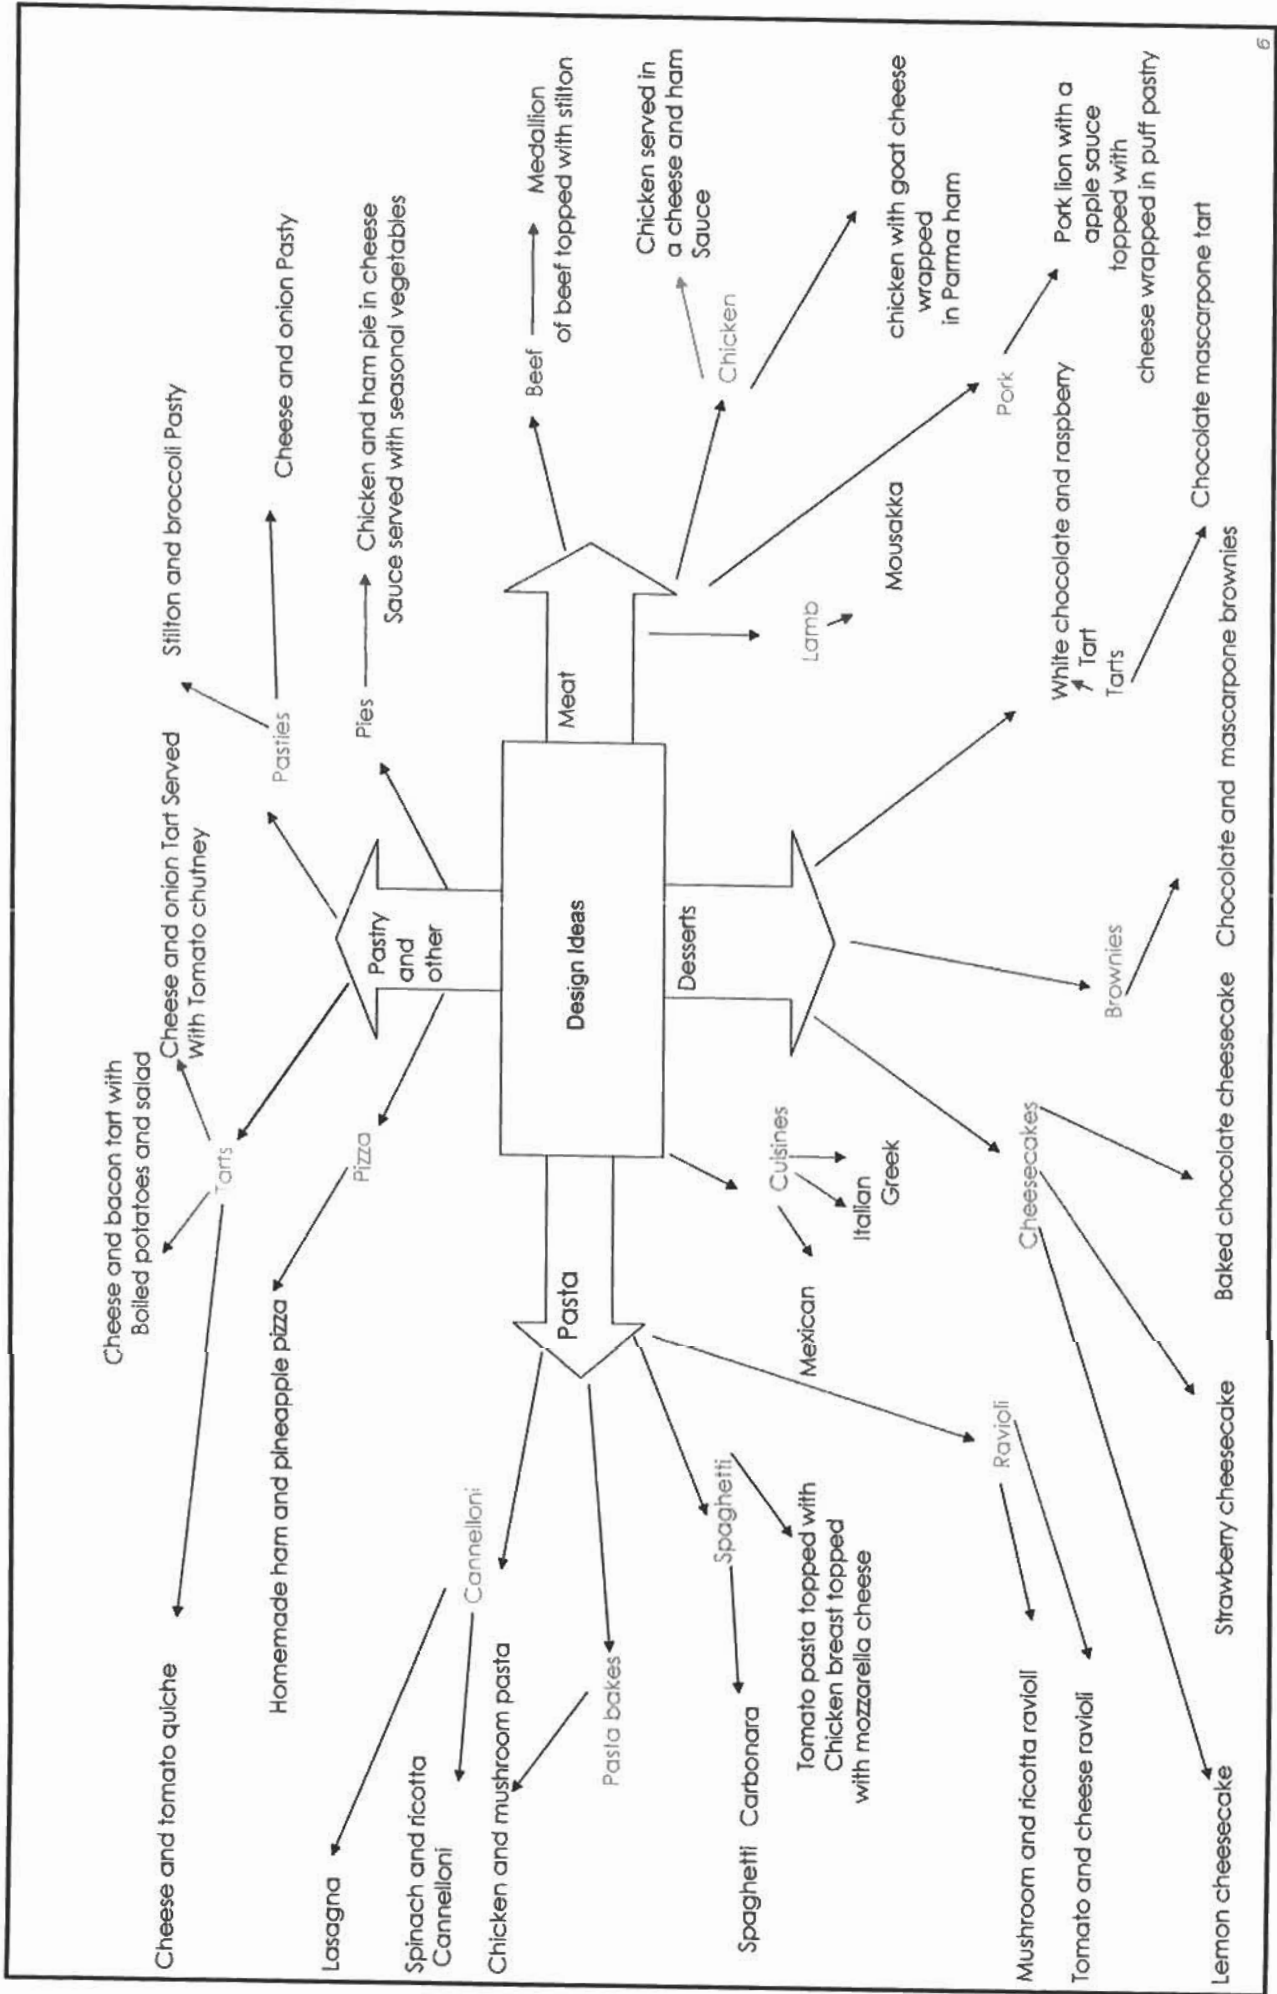 Cheese and bacon tart with
Boiled potatoes and salad
Cheese and onion Tart Served
With Tomato chutney
Stilton and broccoli Pasty
Cheese and tomato quiche
Tarts
Pasties
Cheese and onion Pasty
Homemade ham and pineapple pizza
Pizza
Pies
Chicken and ham pie in cheese
Sauce served with seasonal vegetables
Pastry
and
other
Lasagna
Spinach and ricotta
Cannelloni
Cannelloni
Chicken and mushroom pasta
Pasta bakes
Pasta
Design Ideas
Meat
Beef
Medallion
of beef topped with stilton
Chicken served in
a cheese and ham
Sauce
Chicken
chicken with goat cheese
wrapped
in Parma ham
Desserts
Spaghetti
Spaghetti Carbonara
Tomato pasta topped with
Chicken breast topped
with mozzarella cheese
Cuisines
Mexican
Italian
Greek
Lamb
Mousakka
Pork
Pork lion with a
apple sauce
topped with
cheese wrapped in puff pastry
Ravioli
Mushroom and ricotta ravioli
Tomato and cheese ravioli
Cheesecakes
Brownies
White chocolate and raspberry
Tart
Tarts
Chocolate mascarpone tart
Lemon cheesecake
Strawberry cheesecake
Baked chocolate cheesecake
Chocolate and mascarpone brownies
6